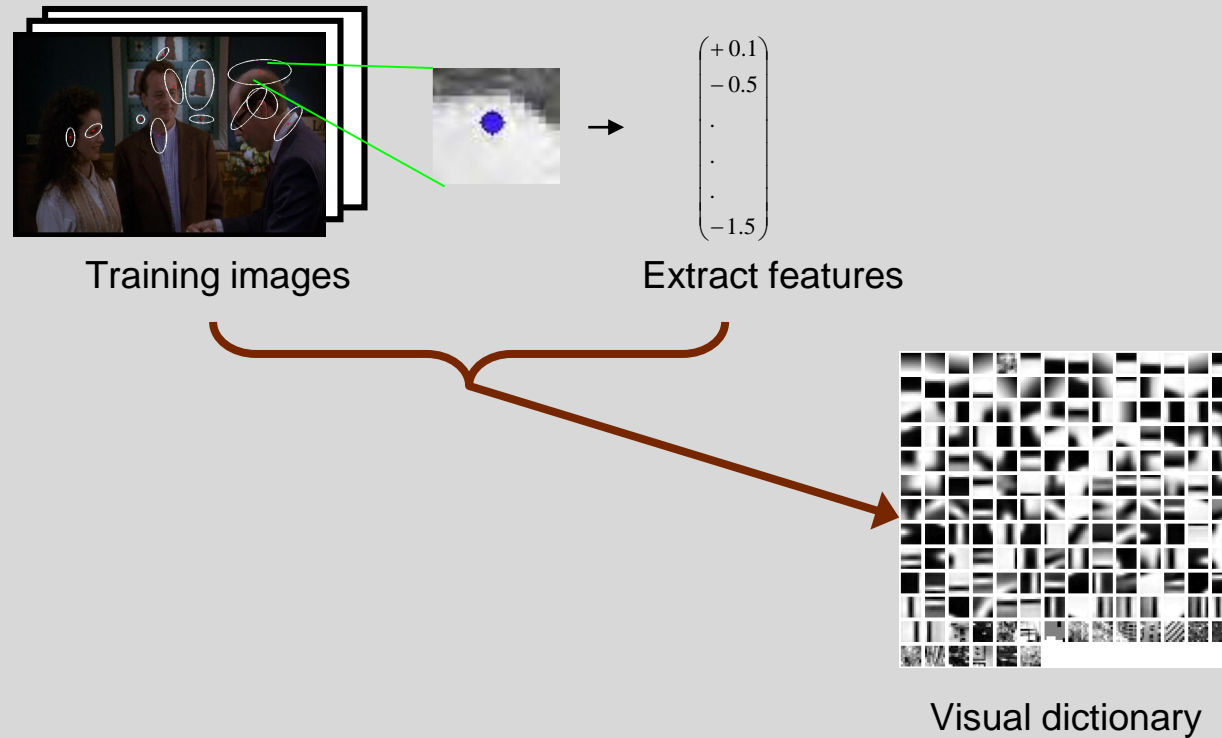 + 0.1
− 0.5
.
.
.
− 1.5
Training images
Extract features
Visual dictionary